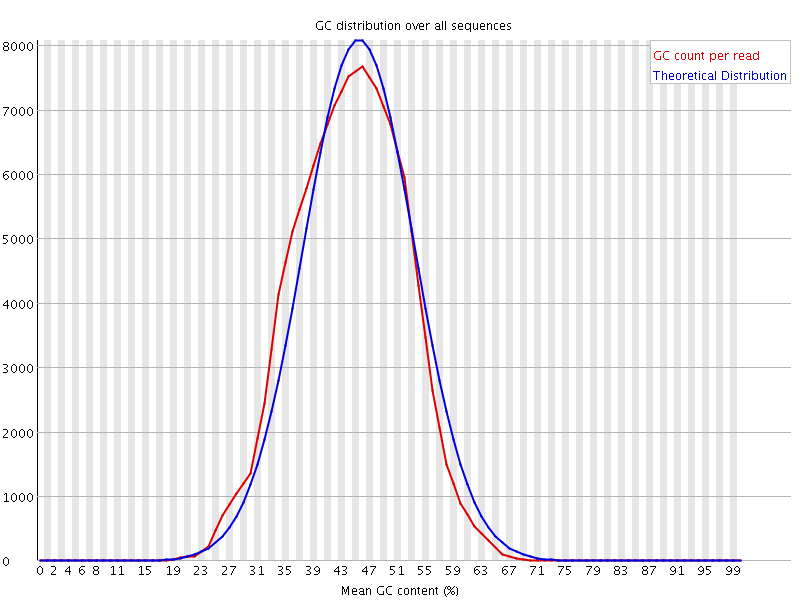 GC distribution over all sequences
GC count per read
Theoretical Distribution
8000
7000
6000
5000
4000
3000
2000
1000
0
0 2 4 6 8 11 15 19 23 27 31 35 39 43 47 51 55 59 63 67 71 75 79 83 87 91 95 99
Mean GC content (%)